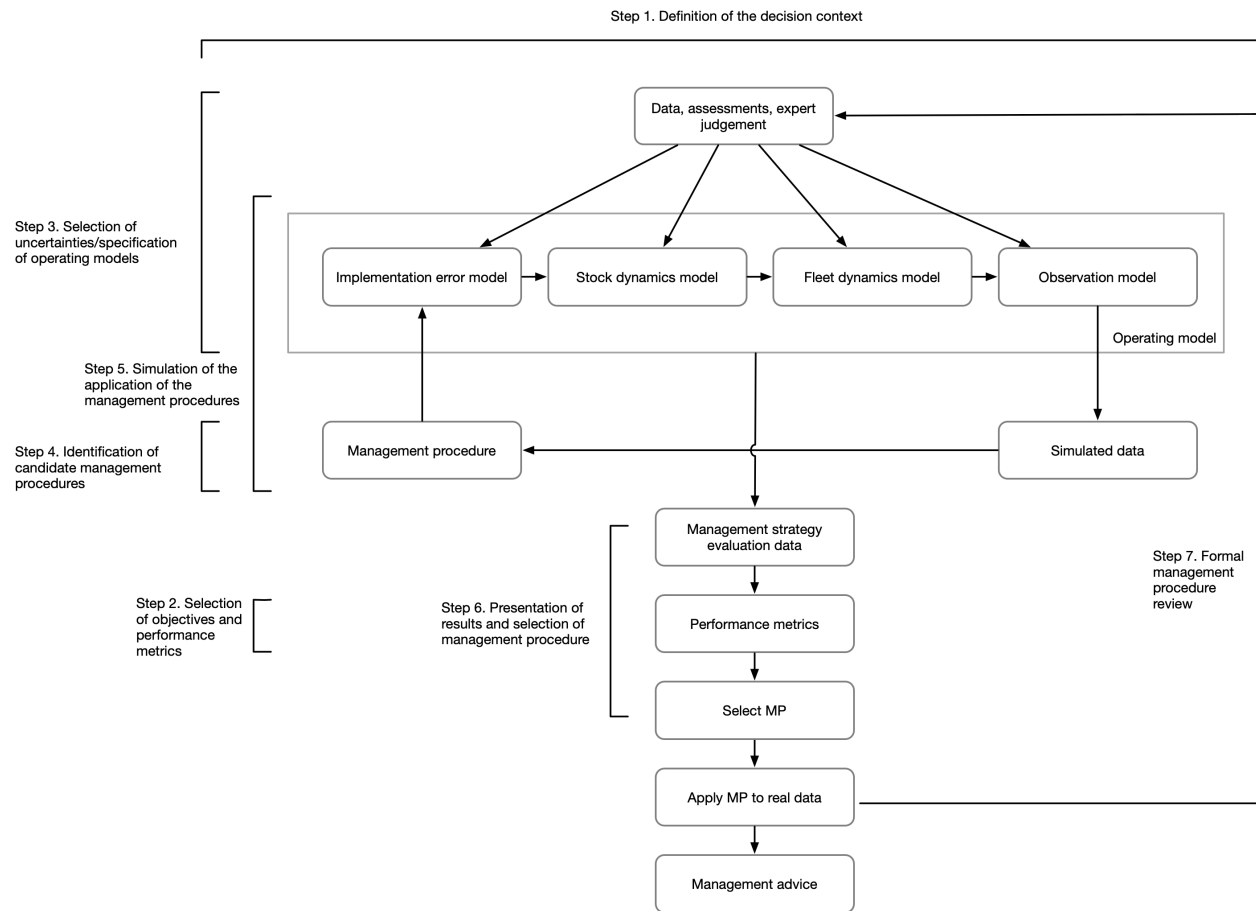 Step 1. Definition of the decision context
Data, assessments, expert
judgement
Step 3. Selection of
uncertainties/specification
of operating models
Implementation error model
Stock dynamics model
Fleet dynamics model
Observation model
Operating model
Step 5. Simulation of the
application of the
management procedures
Step 4. Identification of
candidate management
procedures
Management procedure
Simulated data
Management strategy
evaluation data
Step 7. Formal
management
procedure
review
Step 2. Selection
of objectives and
performance
metrics
Step 6. Presentation of
results and selection of
management procedure
Performance metrics
Select MP
Apply MP to real data
Management advice